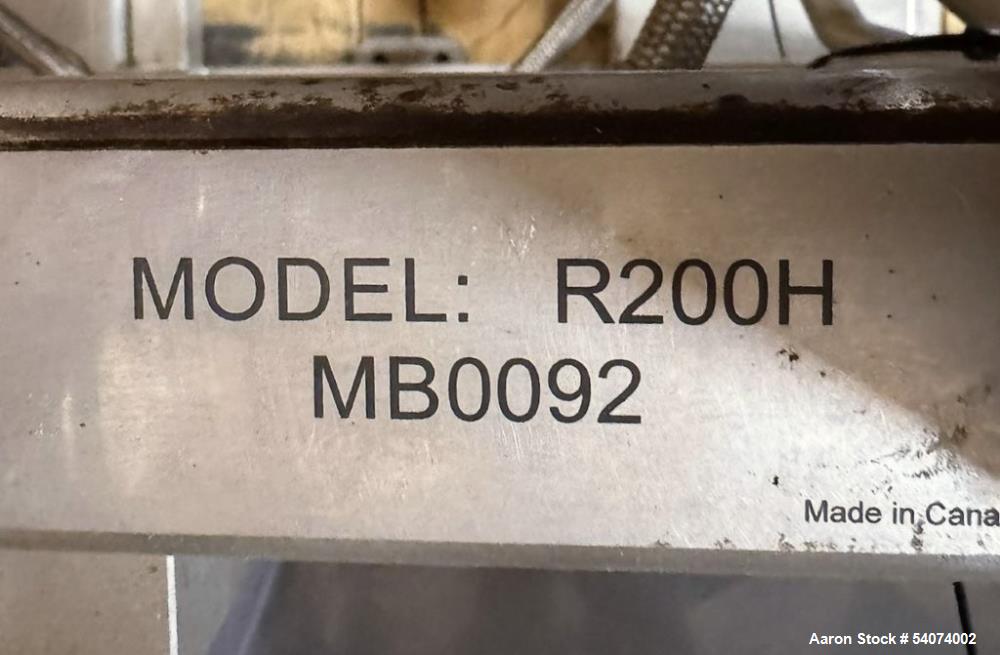 MODEL: R200H
MB0092
Made in Cana
Aaron Stock # 54074002